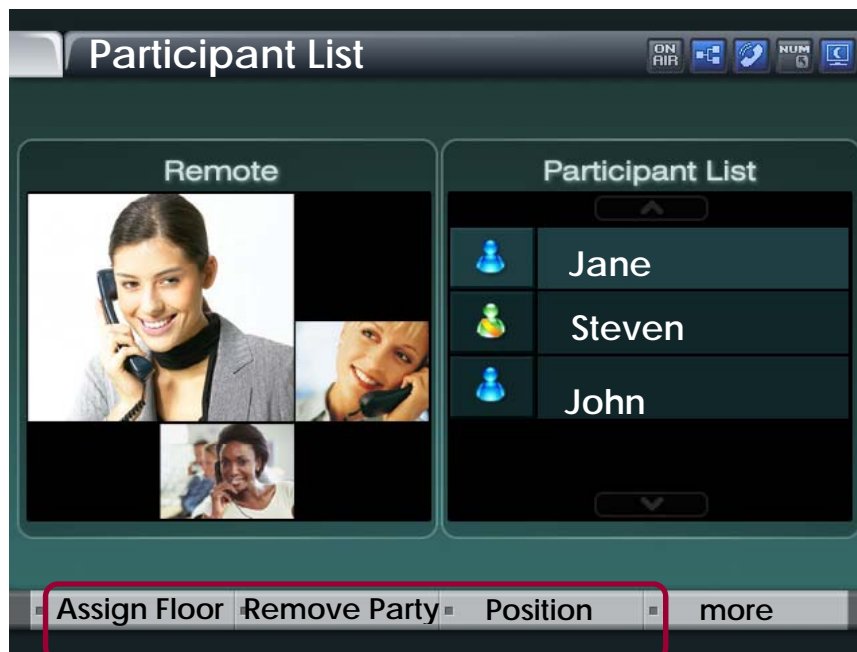 Participant List
ON AIR
NUM
Remote
Participant List
Jane
Steven
John
Assign Floor Remove Party Position more